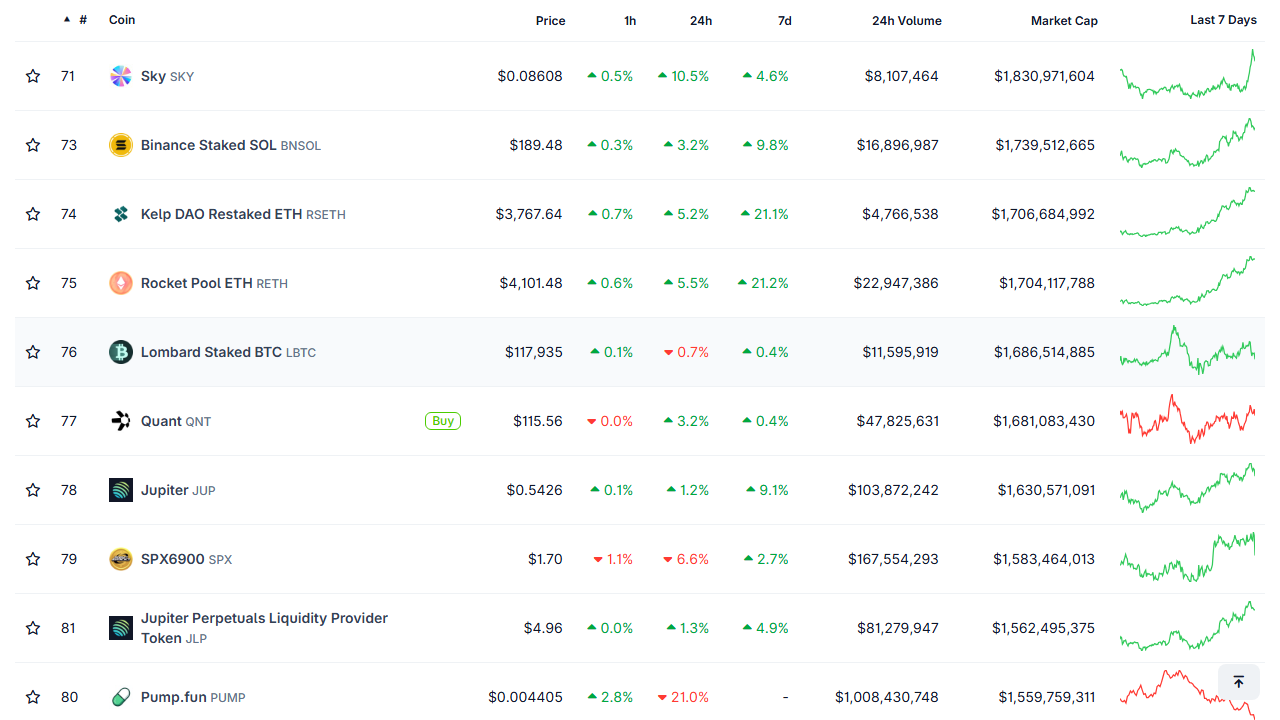 ▲ # Coin Price 1h 24h 7d 24h Volume Market Cap Last 7 Days
71 Sky SKY $0.08608 ▲ 0.5% ▲ 10.5% ▲ 4.6% $8,107,464 $1,830,971,604
73 Binance Staked SOL BNSOL $189.48 ▲ 0.3% ▲ 3.2% ▲ 9.8% $16,896,987 $1,739,512,665
74 Kelp DAO Restaked ETH RSETH $3,767.64 ▲ 0.7% ▲ 5.2% ▲ 21.1% $4,766,538 $1,706,684,992
75 Rocket Pool ETH RETH $4,101.48 ▲ 0.6% ▲ 5.5% ▲ 21.2% $22,947,386 $1,704,117,788
76 Lombard Staked BTC LBTC $117,935 ▲ 0.1% ▼ 0.7% ▲ 0.4% $11,595,919 $1,686,514,885
77 Quant QNT Buy $115.56 ▼ 0.0% ▲ 3.2% ▲ 0.4% $47,825,631 $1,681,083,430
78 Jupiter JUP $0.5426 ▲ 0.1% ▲ 1.2% ▲ 9.1% $103,872,242 $1,630,571,091
79 SPX6900 SPX $1.70 ▼ 1.1% ▼ 6.6% ▲ 2.7% $167,554,293 $1,583,464,013
81 Jupiter Perpetuals Liquidity Provider
Token JLP $4.96 ▲ 0.0% ▲ 1.3% ▲ 4.9% $81,279,947 $1,562,495,375
80 Pump.fun PUMP $0.004405 ▲ 2.8% ▼ 21.0% - $1,008,430,748 $1,559,759,311